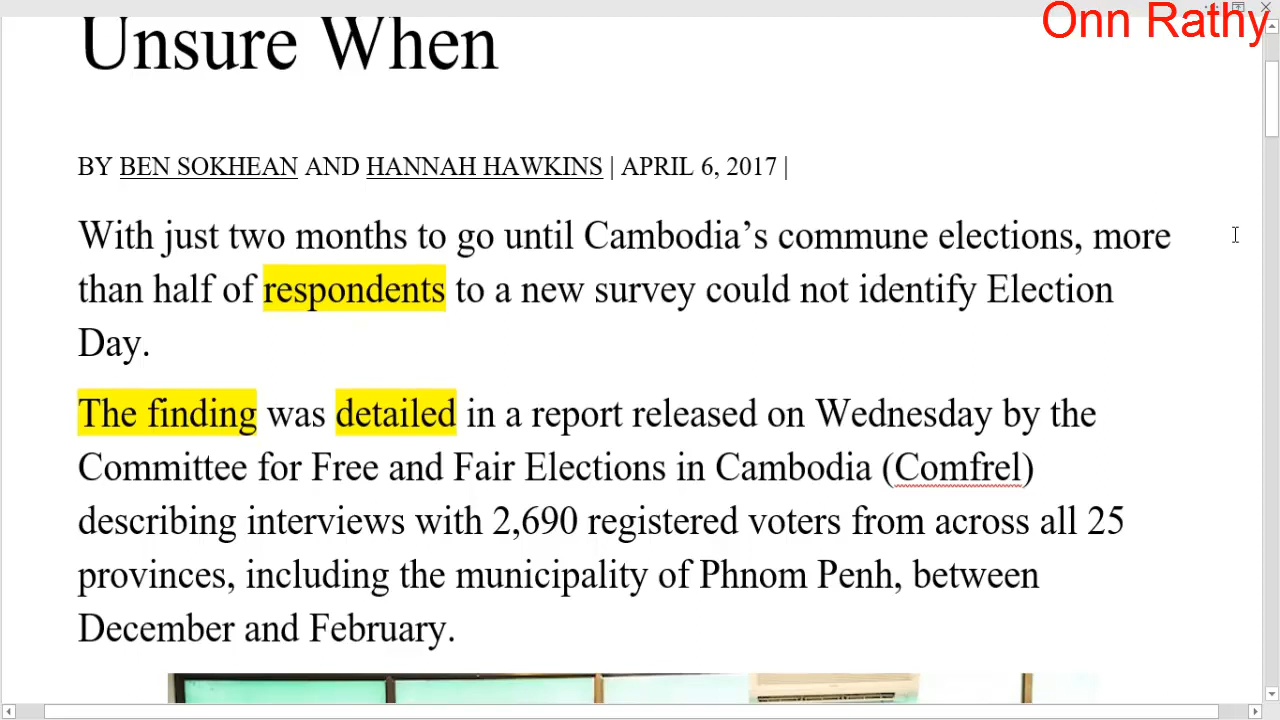 Onn Rathy
Unsure When
BY BEN SOKHEAN AND HANNAH HAWKINS | APRIL 6, 2017 |
With just two months to go until Cambodia’s commune elections, more
than half of respondents to a new survey could not identify Election
Day.
The finding was detailed in a report released on Wednesday by the
Committee for Free and Fair Elections in Cambodia (Comfrel)
describing interviews with 2,690 registered voters from across all 25
provinces, including the municipality of Phnom Penh, between
December and February.